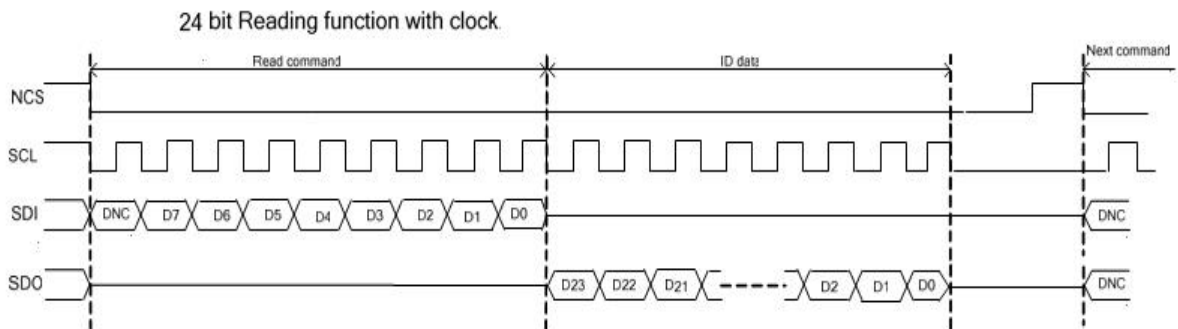 24 bit Reading function with clock
Read command ID data Next command
NCS
SCL
SDI DNC D7 D6 D5 D4 D3 D2 D1 D0 DNC
SDO D23 D22 D21 D2 D1 D0 DNC